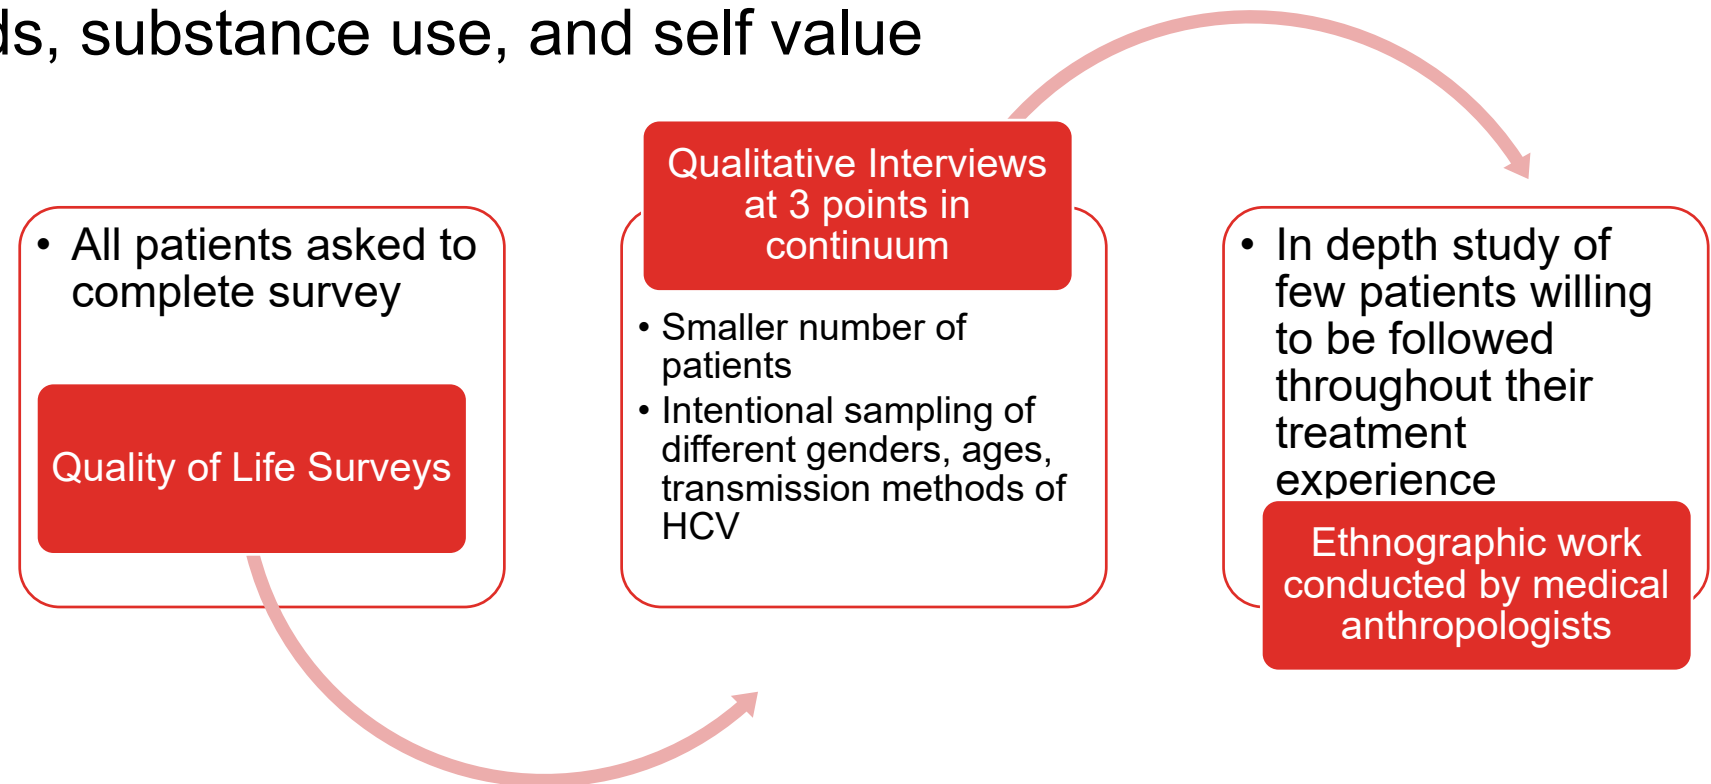 ds, substance use, and self value
• All patients asked to
complete survey
Quality of Life Surveys
Qualitative Interviews
at 3 points in
continuum
• Smaller number of
patients
• Intentional sampling of
different genders, ages,
transmission methods of
HCV
• In depth study of
few patients willing
to be followed
throughout their
treatment
experience
Ethnographic work
conducted by medical
anthropologists